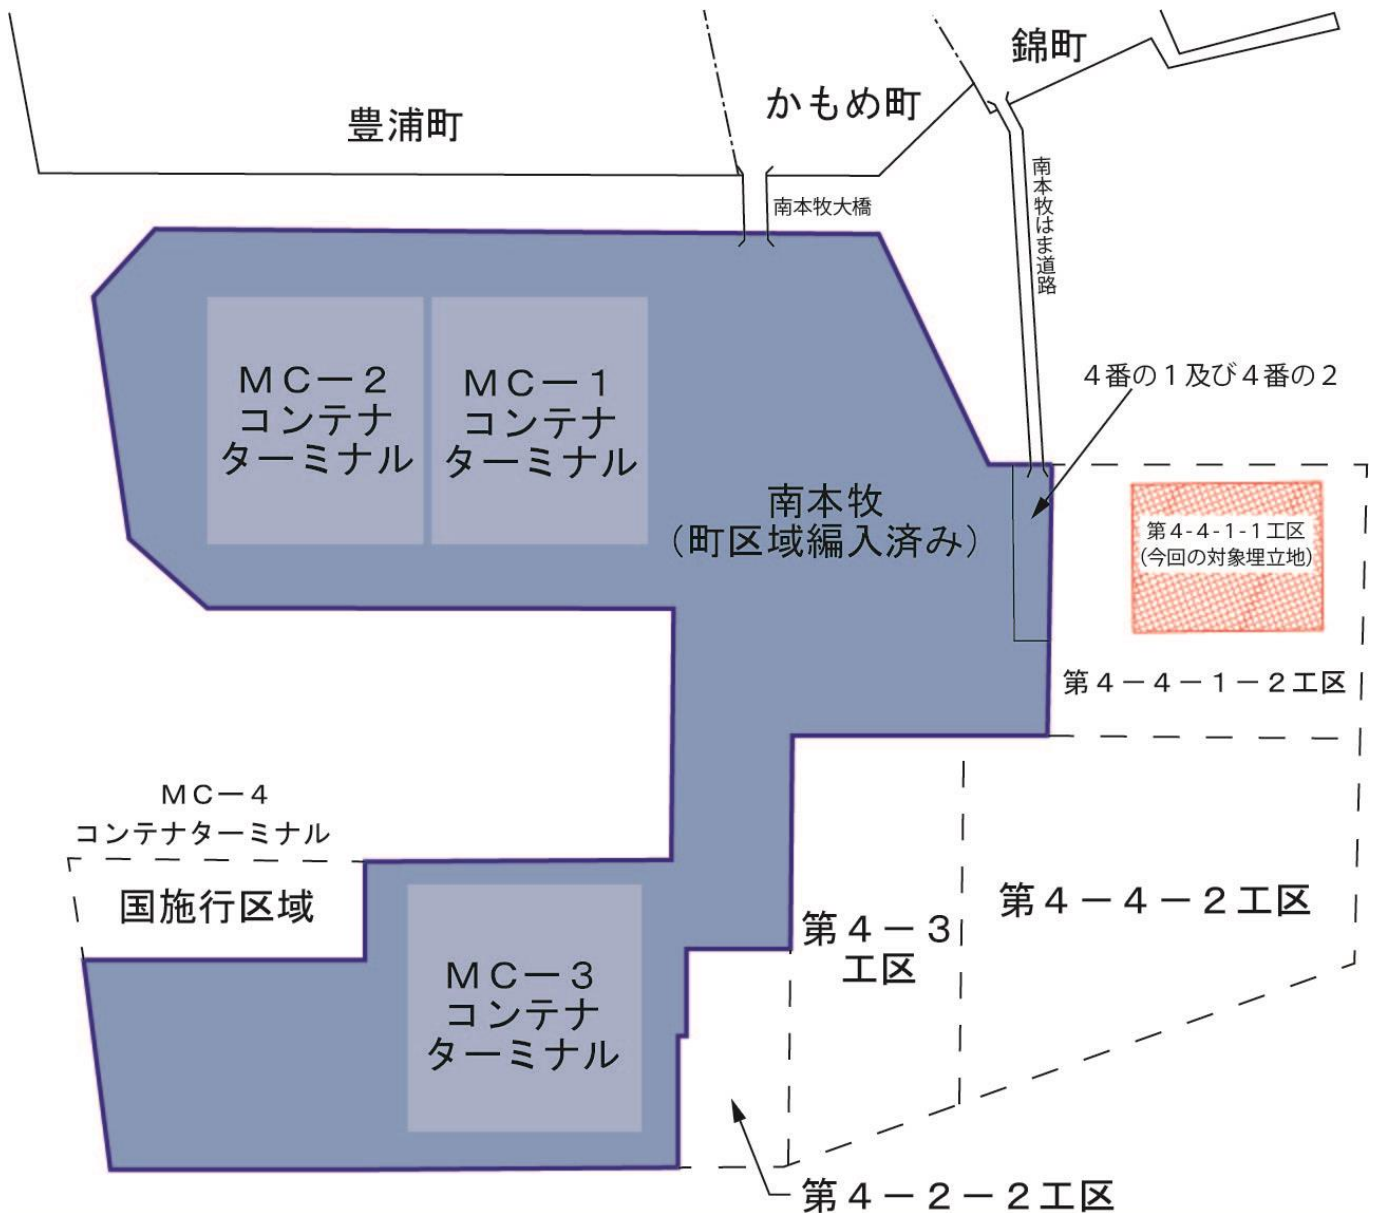 錦町
かもめ町
豊浦町
南本牧大橋
南本牧はま道路
4番の1及び4番の2
MC－2
コンテナ
ターミナル
MC－1
コンテナ
ターミナル
南本牧
（町区域編入済み）
第4-4-1-1工区
（今回の対象埋立地）
第4－4－1－2工区
MC－4
コンテナターミナル
国施行区域
第4－4－2工区
第4－3
工区
MC－3
コンテナ
ターミナル
第4－2－2工区